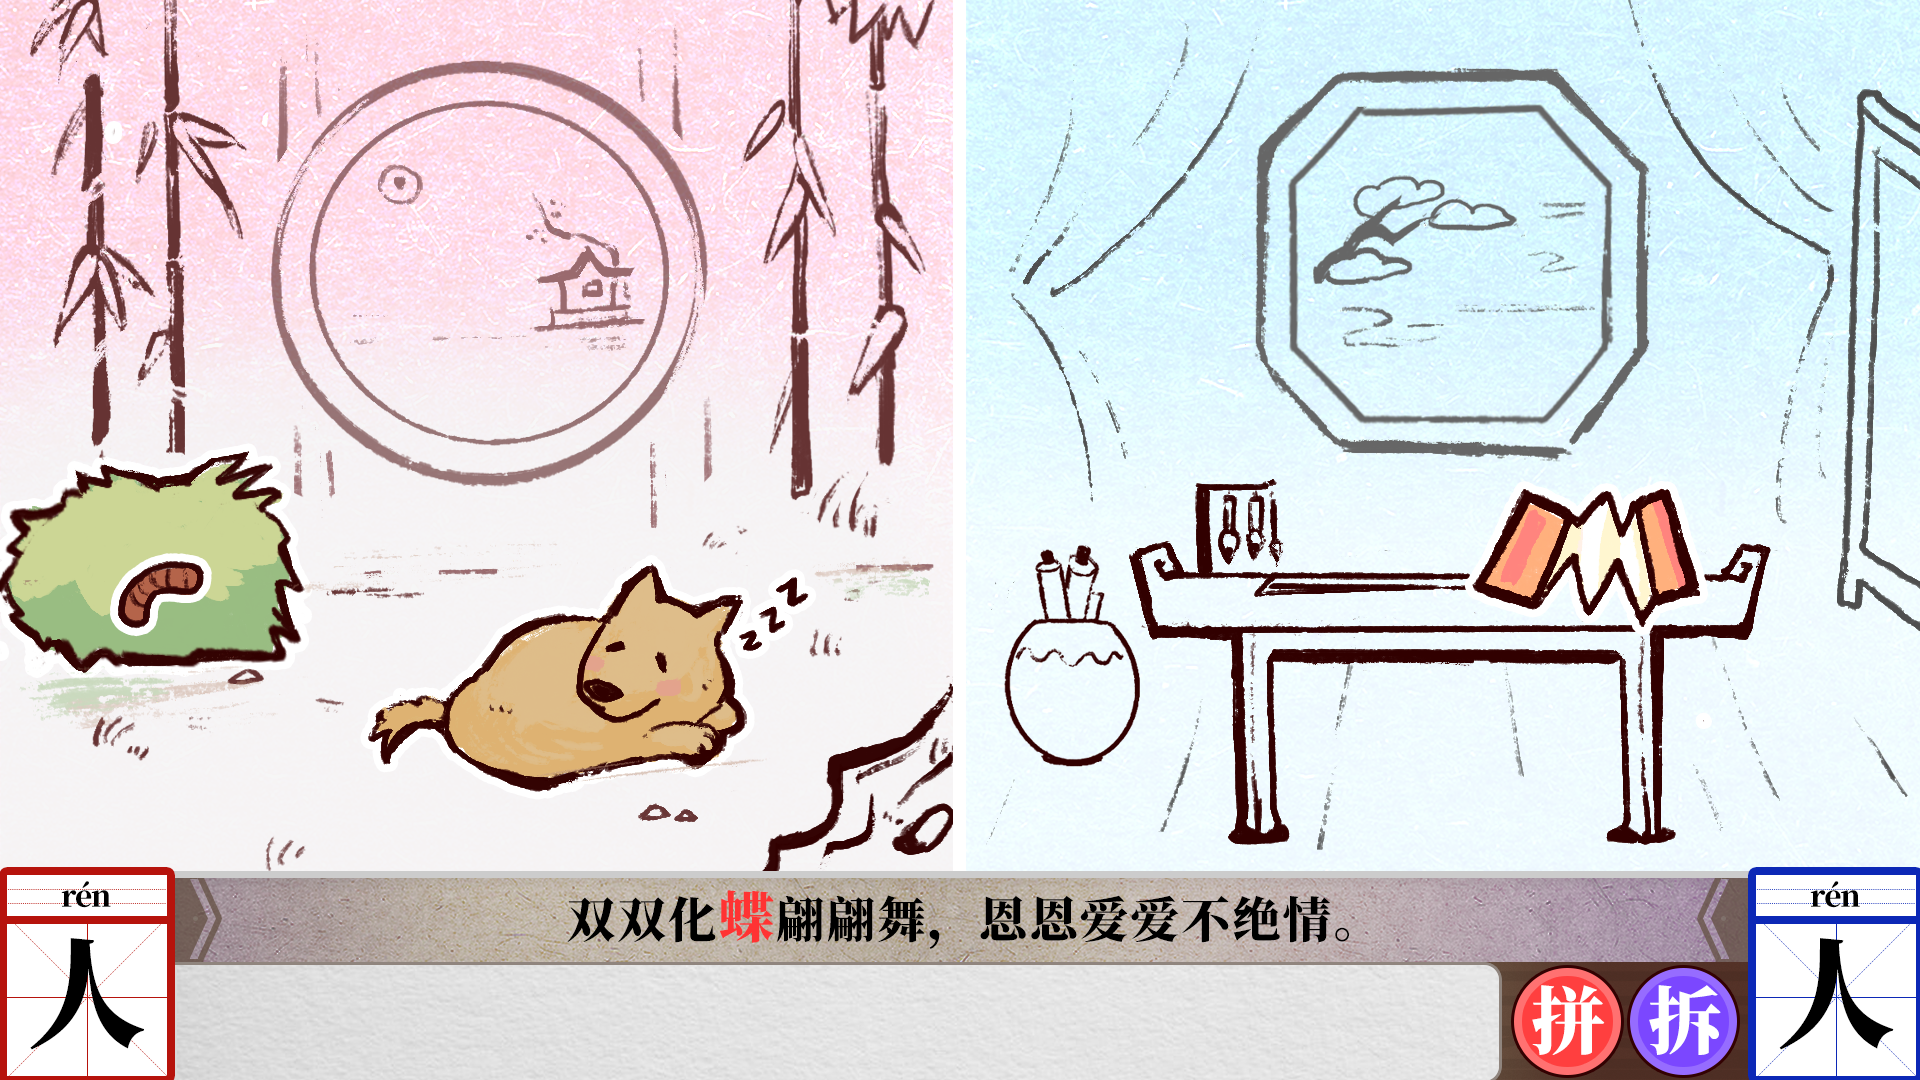 z z z
双双化蝶翩翩舞，恩恩爱爱不绝情。
rén
人
拼
拆
rén
人